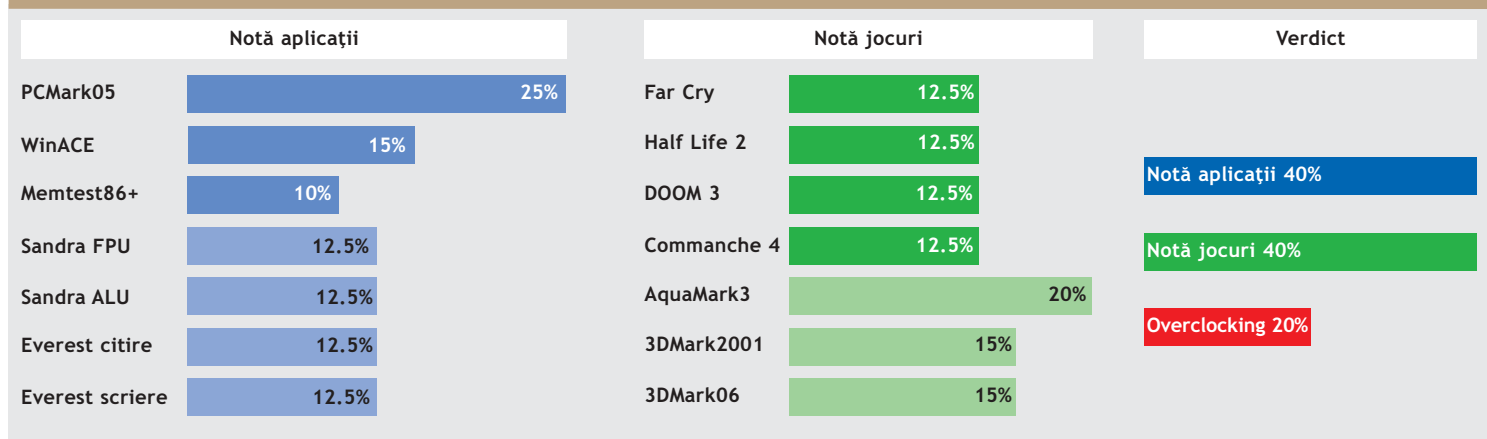 Notă aplicaţii
PCMark05 25%
WinACE 15%
Memtest86+ 10%
Sandra FPU 12.5%
Sandra ALU 12.5%
Everest citire 12.5%
Everest scriere 12.5%
Notă jocuri
Far Cry 12.5%
Half Life 2 12.5%
DOOM 3 12.5%
Commanche 4 12.5%
AquaMark3 20%
3DMark2001 15%
3DMark06 15%
Verdict
Notă aplicaţii 40%
Notă jocuri 40%
Overclocking 20%